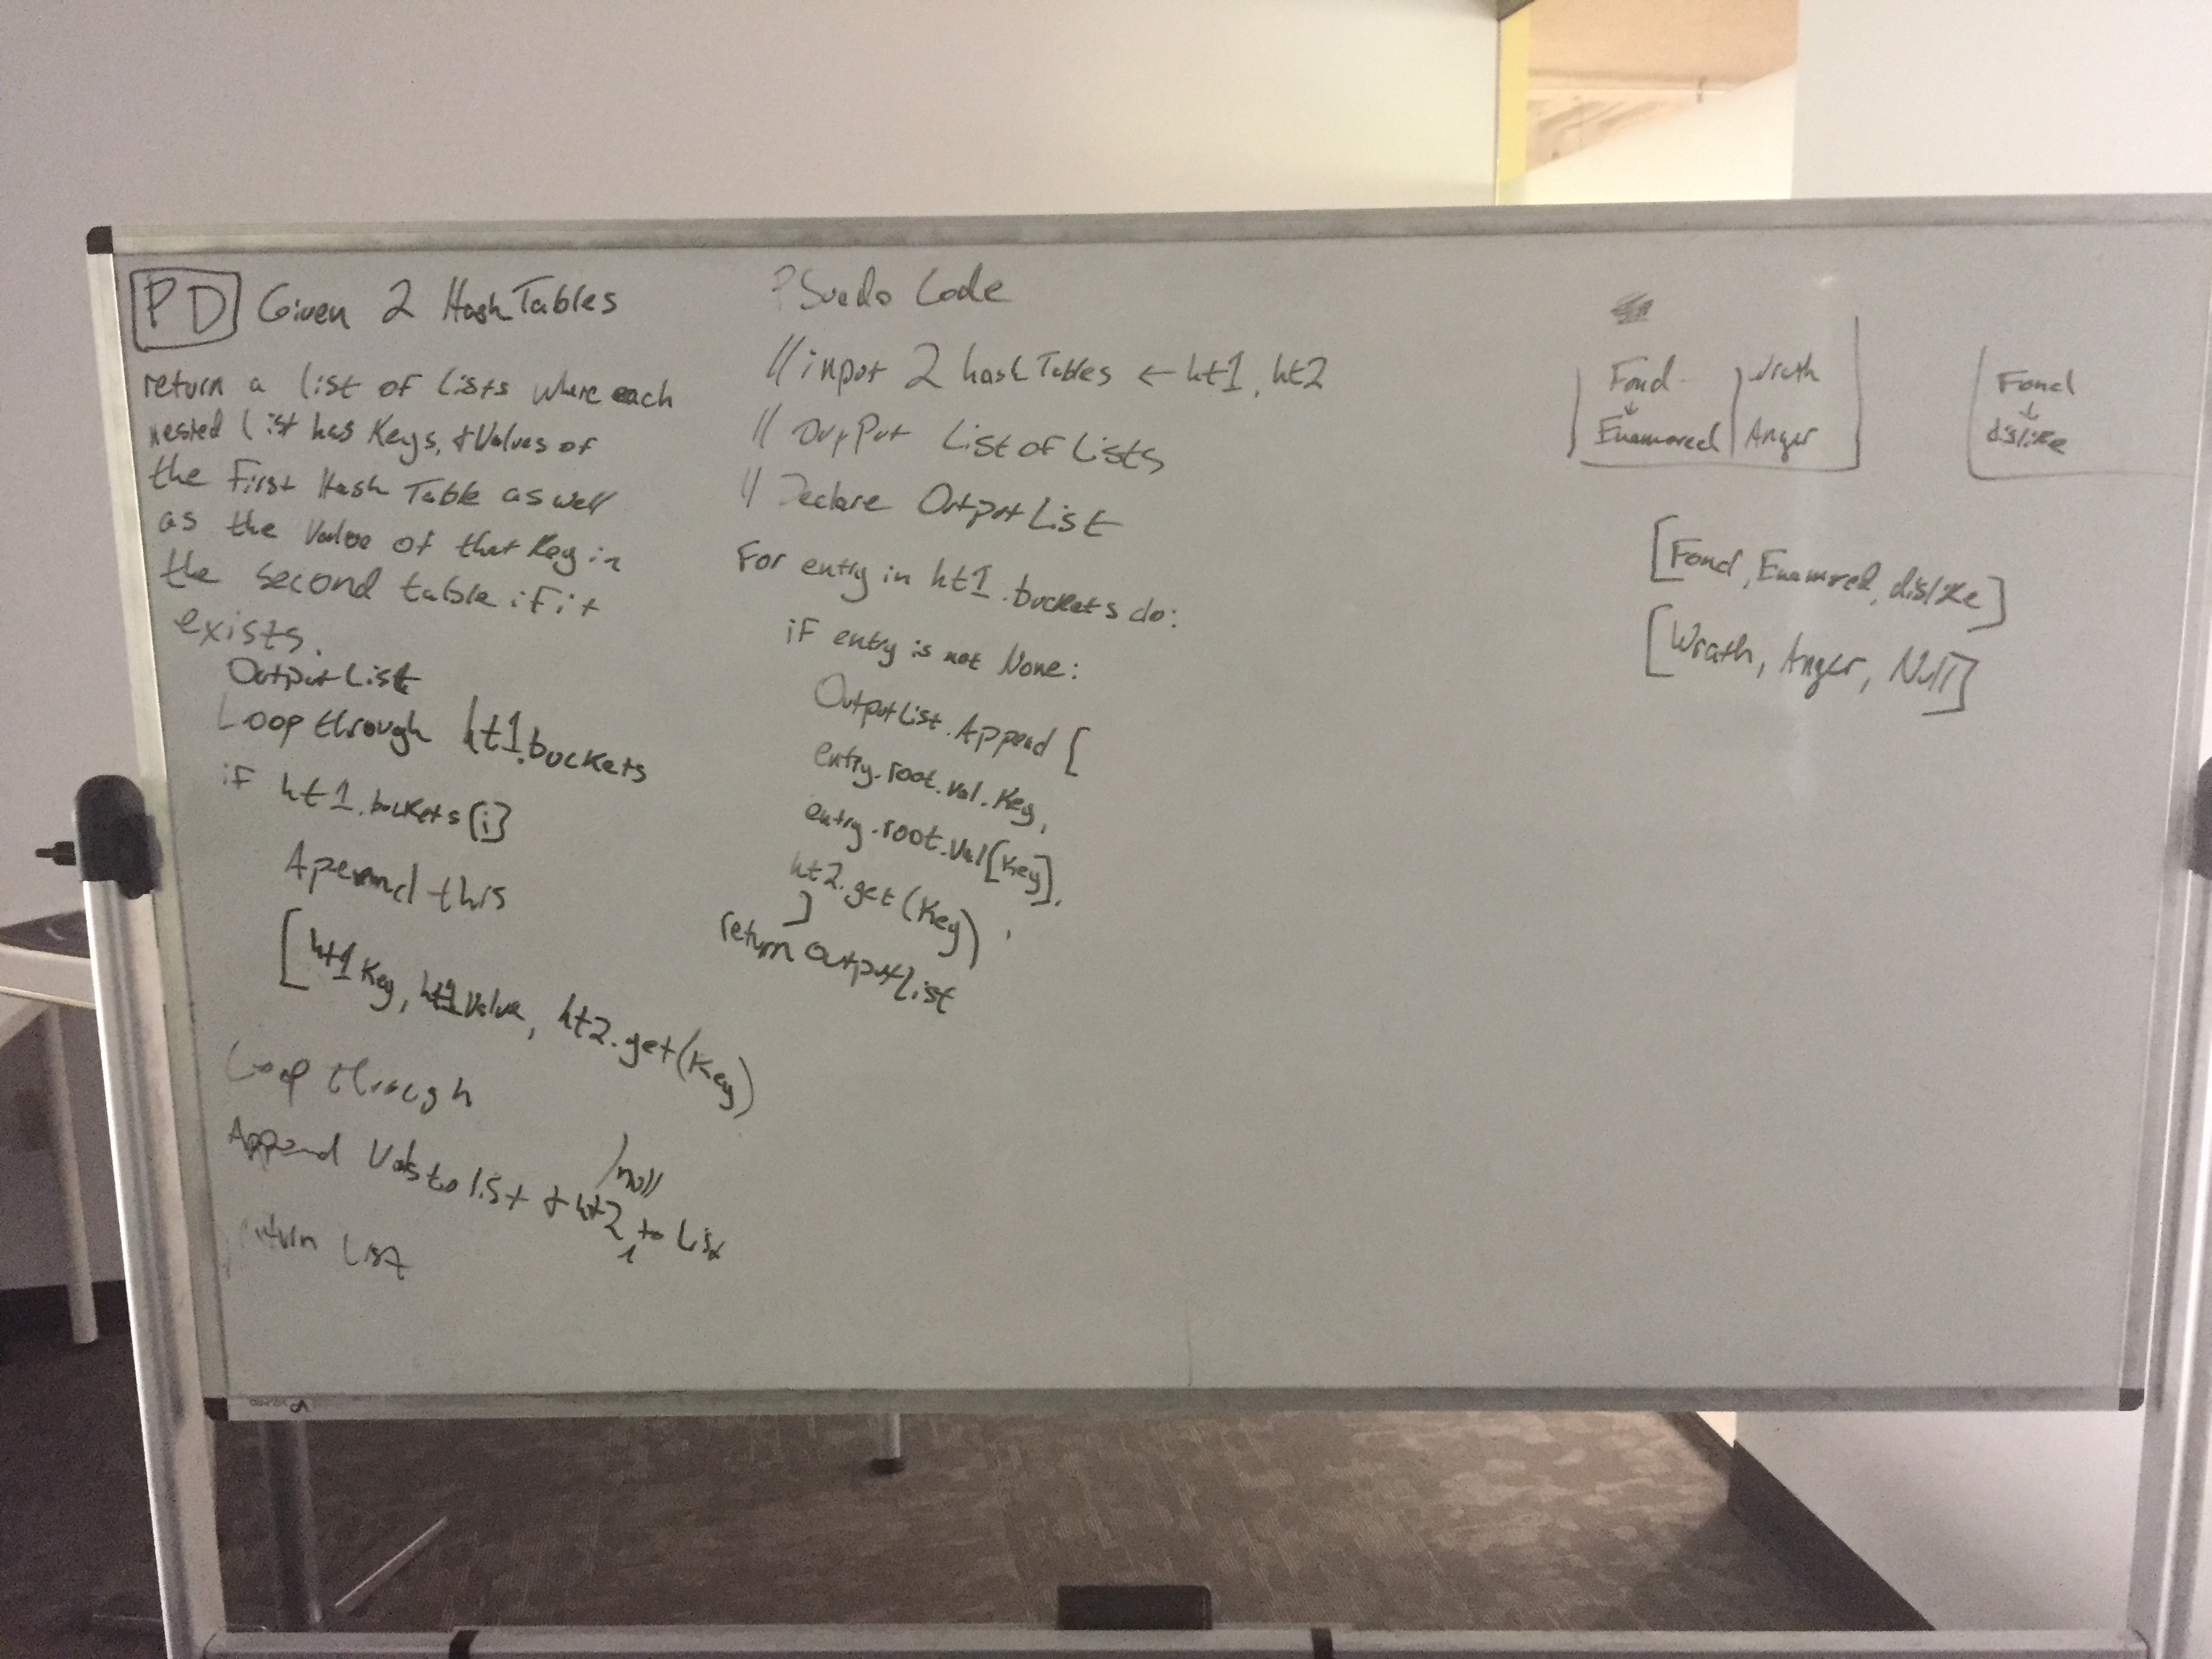 PD Given 2 Hash Tables
return a list of lists where each
nested list has Keys, & Values of
the First Hash Table as well
as the Value of that Key in
the second table if it
exists.
OutputList
Loop through ht1.buckets
if ht1.buckets[i]
Apennd this
[ht1 Key, ht1 Value, ht2.get(Key)
Loop through
Append Vals to list & ht2 /null to List
return List
PSuedo Code
// input 2 hash Tables ← ht1, ht2
// OutPut List of Lists
// Declare OutputList
For entry in ht1.buckets do:
if entry is not None:
OutputList.Append [
entry.root.val.Key,
entry.root.Val[Key],
ht2.get(Key)
]
return OutputList
Fond Wrath
↓
Enamored Anger
Fond
↓
dislike
[Fond, Enamored, dislike]
[Wrath, Anger, Null]